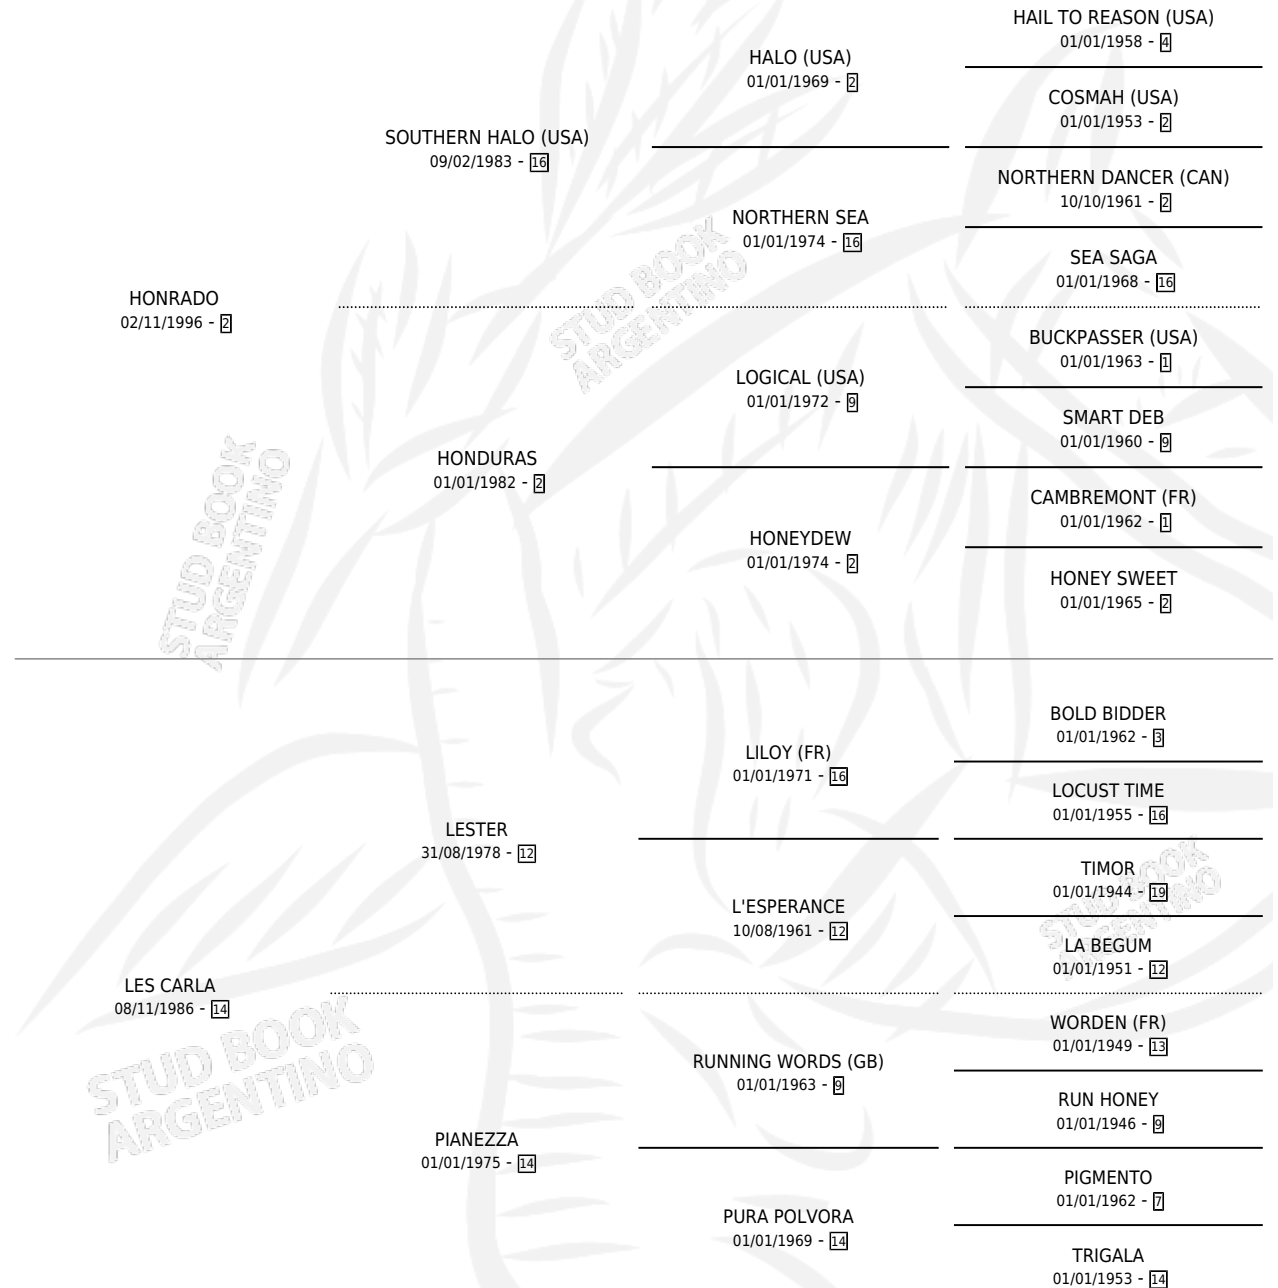 HAIL TO REASON (USA)
01/01/1958 - 4
HALO (USA)
01/01/1969 - 2
COSMAH (USA)
01/01/1953 - 2
SOUTHERN HALO (USA)
09/02/1983 - 16
NORTHERN DANCER (CAN)
10/10/1961 - 2
NORTHERN SEA
01/01/1974 - 16
SEA SAGA
01/01/1968 - 16
STUD BOOK
ARGENTINO
HONRADO
02/11/1996 - 2
BUCKPASSER (USA)
01/01/1963 - 1
LOGICAL (USA)
01/01/1972 - 9
SMART DEB
01/01/1960 - 9
HONDURAS
01/01/1982 - 2
CAMBREMONT (FR)
01/01/1962 - 1
HONEYDEW
01/01/1974 - 2
HONEY SWEET
01/01/1965 - 2
STUD BOOK
ARGENTINO
BOLD BIDDER
01/01/1962 - 3
LILOY (FR)
01/01/1971 - 16
LOCUST TIME
01/01/1955 - 16
LESTER
31/08/1978 - 12
TIMOR
01/01/1944 - 19
L'ESPERANCE
10/08/1961 - 12
LA BEGUM
01/01/1951 - 12
STUD BOOK
ARGENTINO
LES CARLA
08/11/1986 - 14
WORDEN (FR)
01/01/1949 - 13
RUNNING WORDS (GB)
01/01/1963 - 9
RUN HONEY
01/01/1946 - 9
STUD BOOK
ARGENTINO
PIANEZZA
01/01/1975 - 14
PIGMENTO
01/01/1962 - 7
PURA POLVORA
01/01/1969 - 14
TRIGALA
01/01/1953 - 14